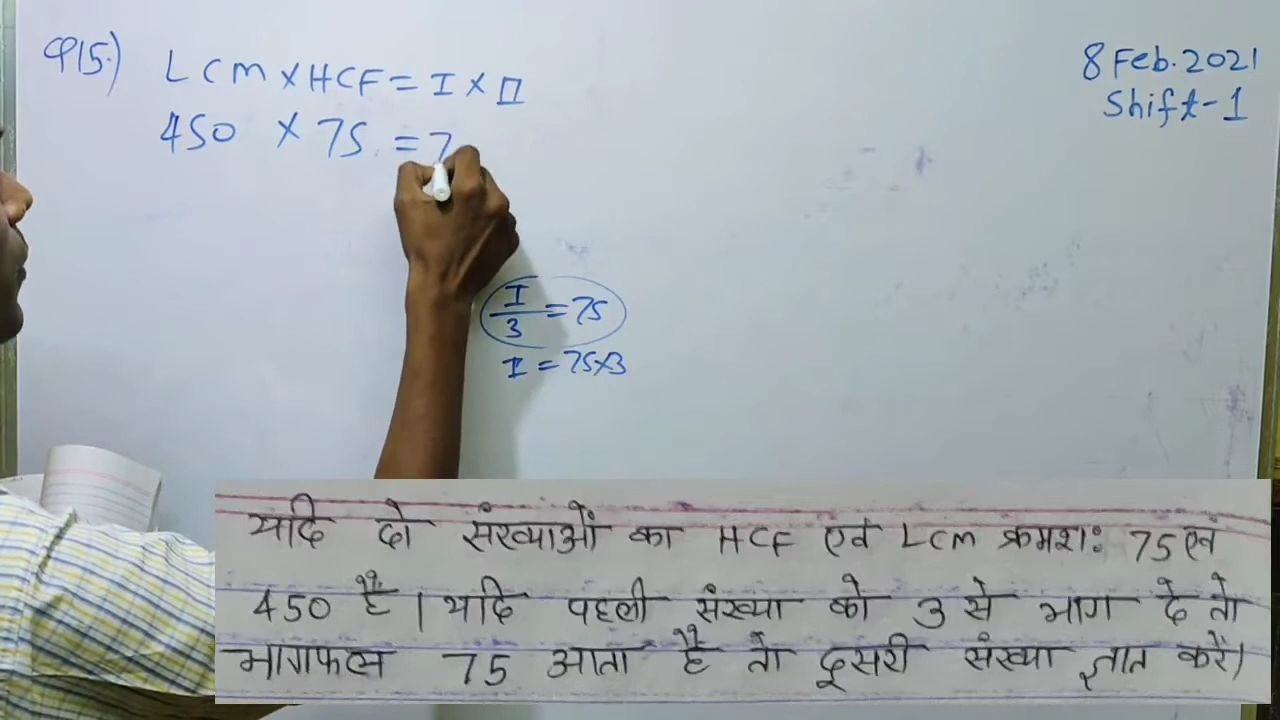 Q15.) LCM×HCF = I × II
450 × 75 = 7
8 Feb. 2021
Shift-1
I/3 = 75
I = 75×3
यदि दो संख्याओं का HCF एवं LCM क्रमशः 75 एवं
450 है। यदि पहली संख्या को 3 से भाग दे तो
भागफल 75 आता है तो दूसरी संख्या ज्ञात करें।